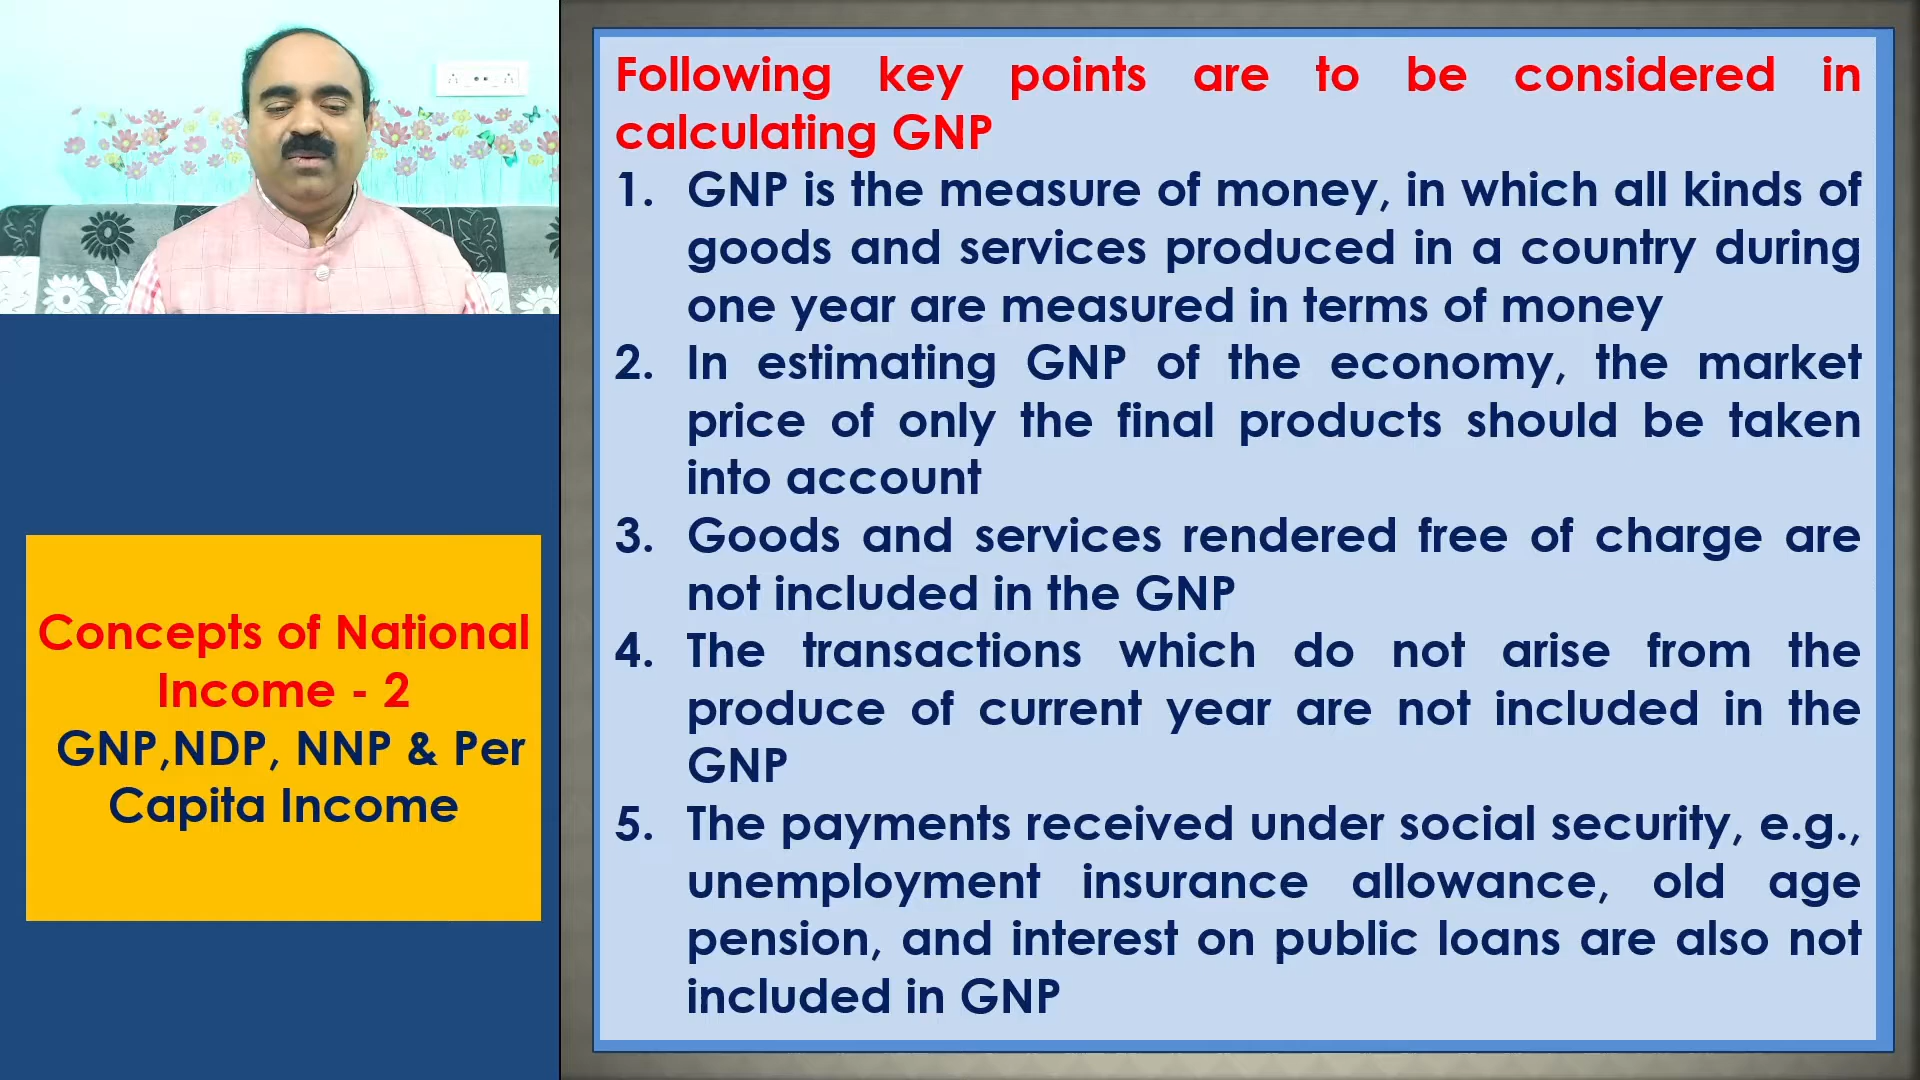 Following key points are to be considered in
calculating GNP
1. GNP is the measure of money, in which all kinds of
goods and services produced in a country during
one year are measured in terms of money
2. In estimating GNP of the economy, the market
price of only the final products should be taken
into account
3. Goods and services rendered free of charge are
not included in the GNP
4. The transactions which do not arise from the
produce of current year are not included in the
GNP
5. The payments received under social security, e.g.,
unemployment insurance allowance, old age
pension, and interest on public loans are also not
included in GNP
Concepts of National
Income - 2
GNP,NDP, NNP & Per
Capita Income